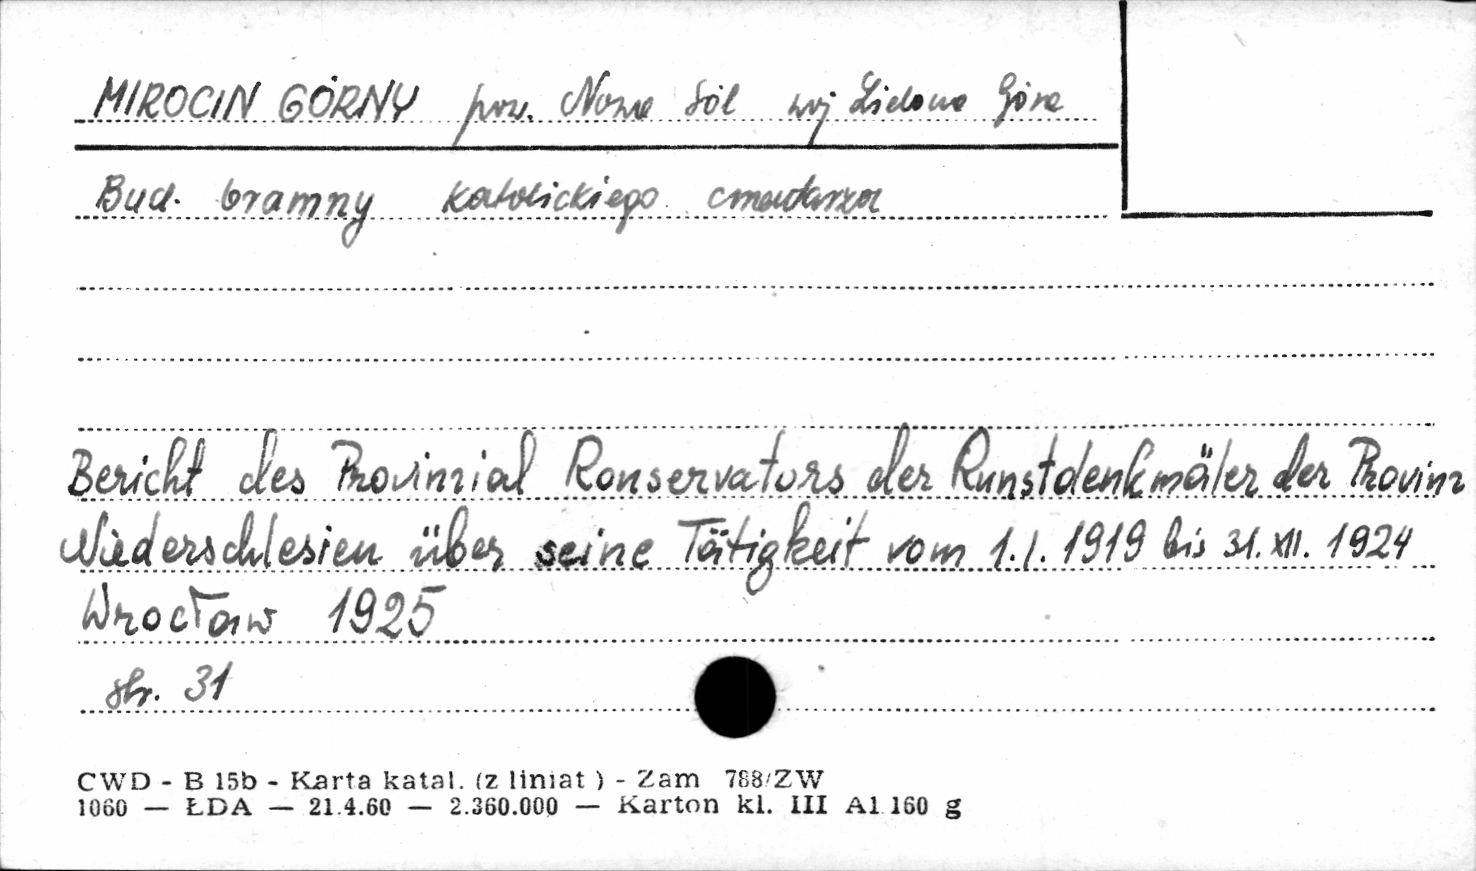 MIROCIN GÓRNY pow. Nowa Sól woj Zielona Góra
Bud. bramny katolickiego cmentarza
Bericht des Provinzial Konservators der Kunstdenkmäler der Provinz
Niederschlesien über seine Tätigkeit vom 1.I. 1919 bis 31. XII. 1924
Wrocław 1925
str. 31
CWD - B 15b - Karta katal. (z liniat ) - Zam 788/ZW
1060 — ŁDA — 21.4.60 — 2.360.000 — Karton kl. III A1 160 g